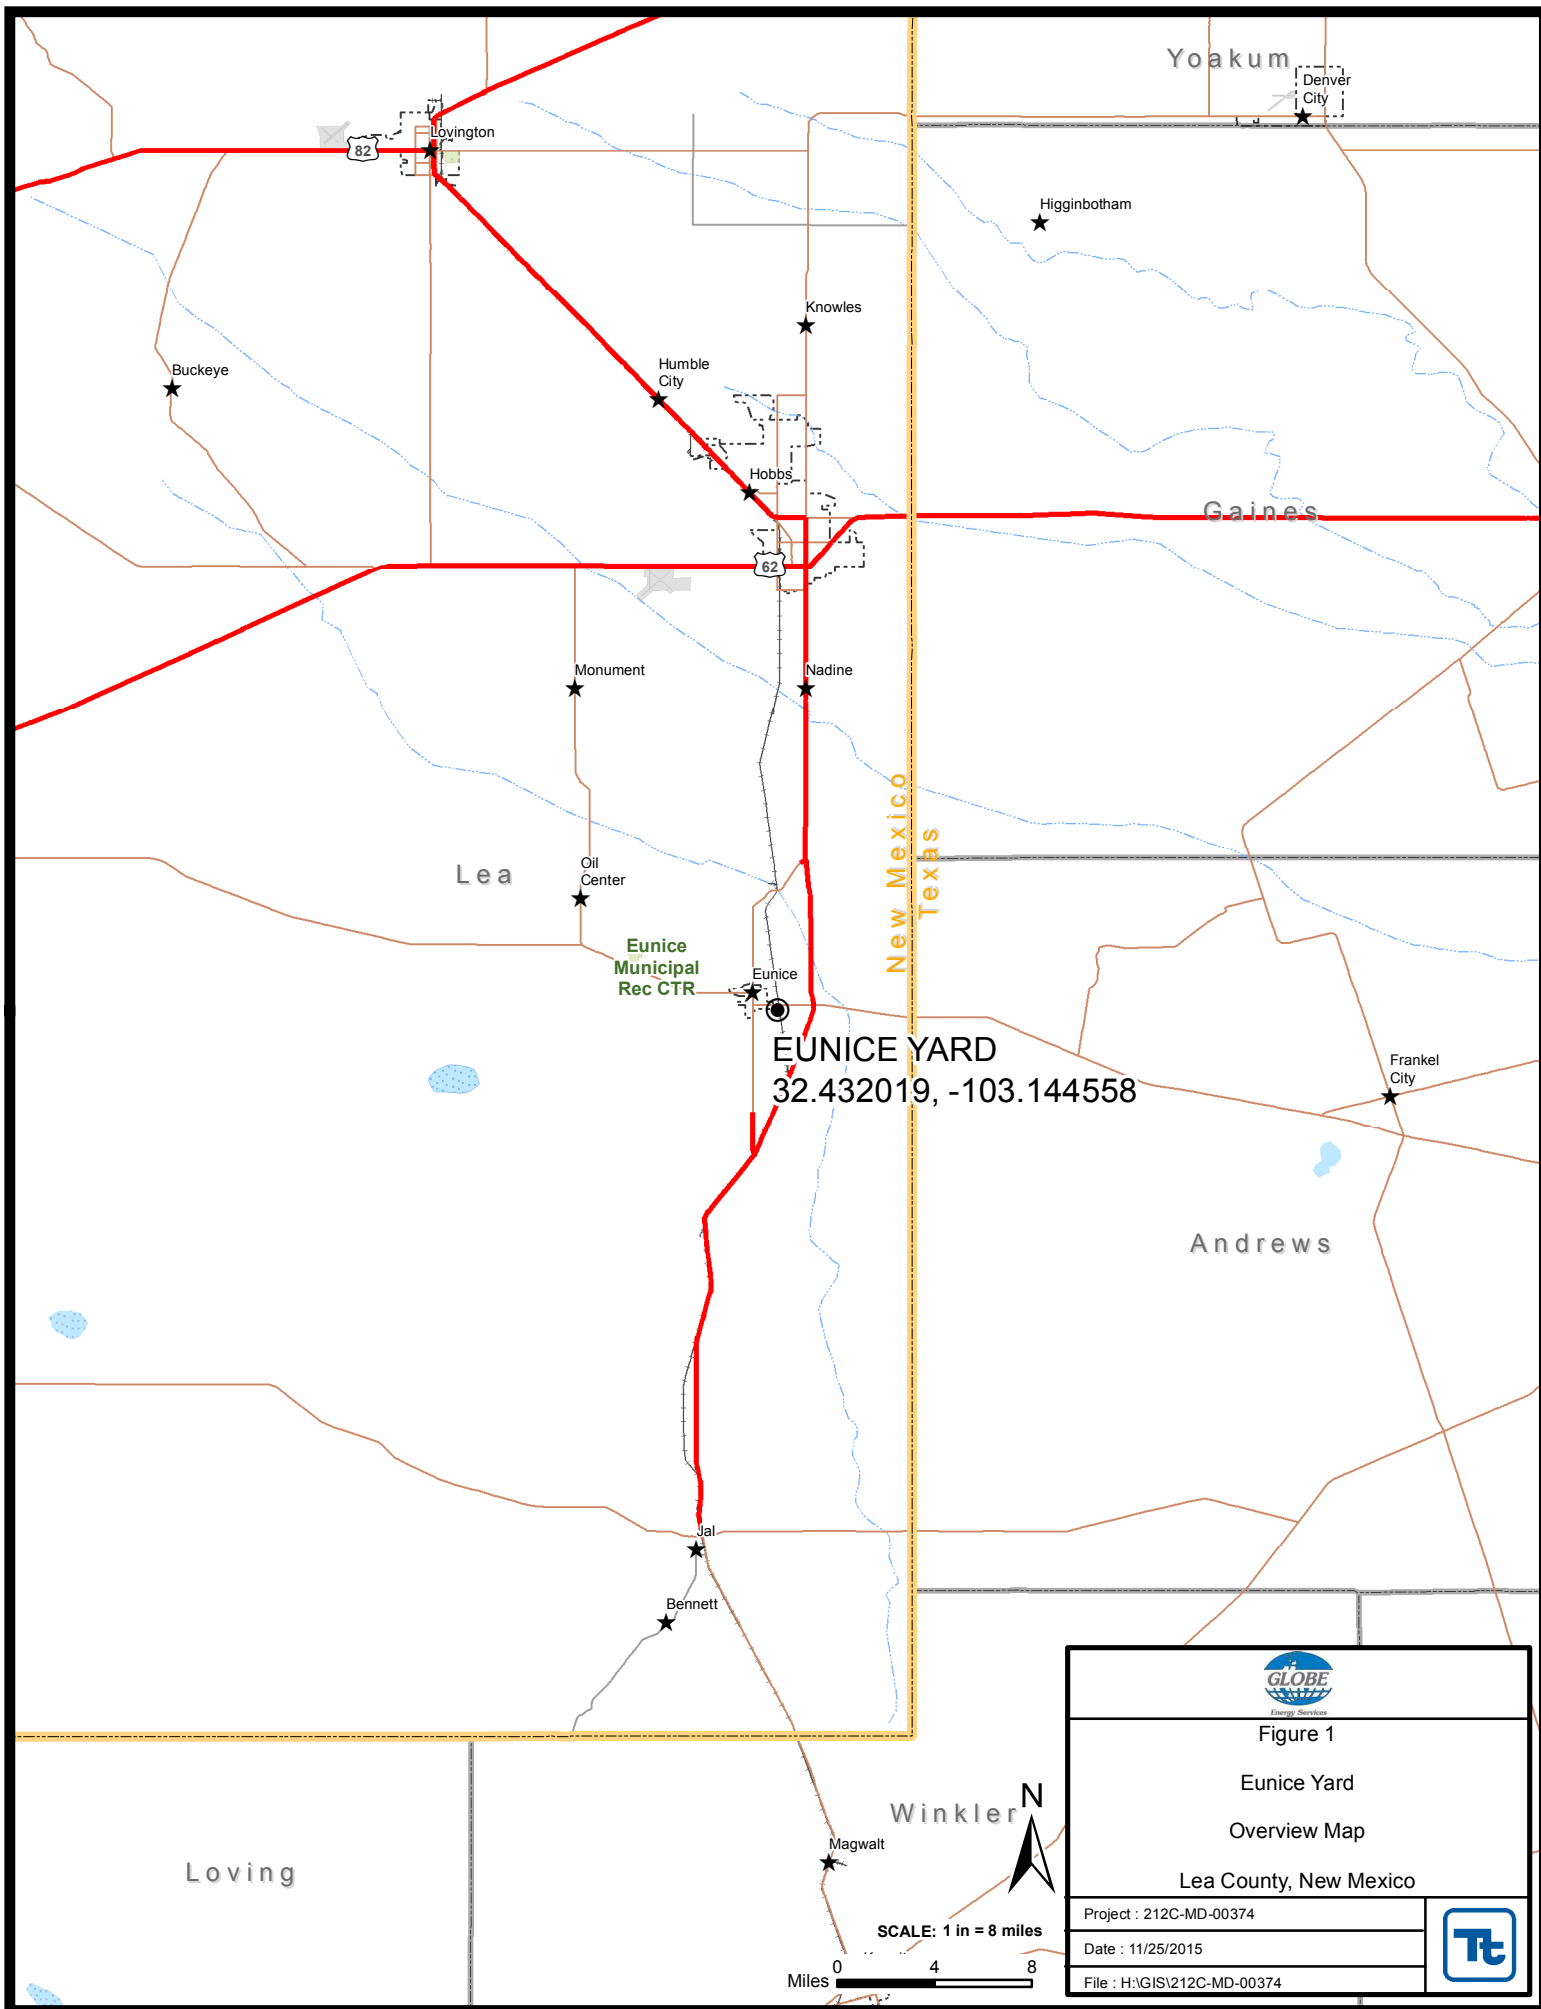 Yoakum
Denver
City
Lovington
82
Higginbotham
Knowles
Humble
City
Buckeye
Hobbs
Gaines
62
Monument
Nadine
New Mexico
Texas
Lea
Oil
Center
Eunice
Municipal
Rec CTR
Eunice
EUNICE YARD
32.432019, -103.144558
Frankel
City
Andrews
Jal
Bennett
Winkler
Magwalt
Loving
N
SCALE: 1 in = 8 miles
0 4 8
Miles
GLOBE
Energy Services
Figure 1
Eunice Yard
Overview Map
Lea County, New Mexico
Project : 212C-MD-00374
Date : 11/25/2015
File : H:\GIS\212C-MD-00374
Tt